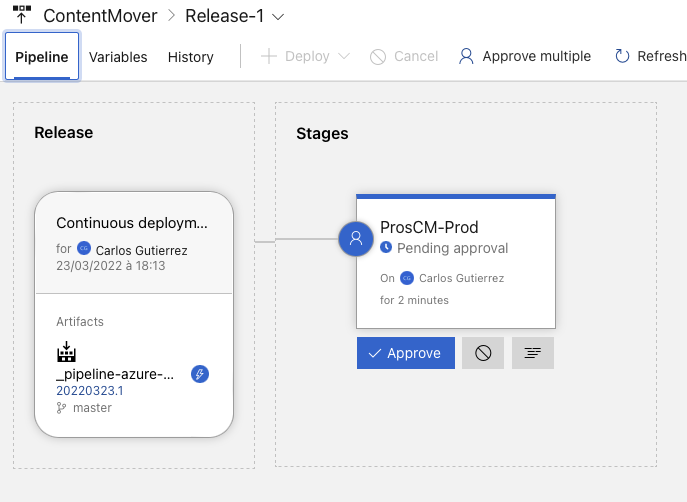 ContentMover > Release-1
Pipeline Variables History Deploy Cancel Approve multiple Refresh
Release
Continuous deploym...
for CG Carlos Gutierrez
23/03/2022 à 18:13
Artifacts
_pipeline-azure-...
20220323.1
master
Stages
ProsCM-Prod
Pending approval
On CG Carlos Gutierrez
for 2 minutes
Approve